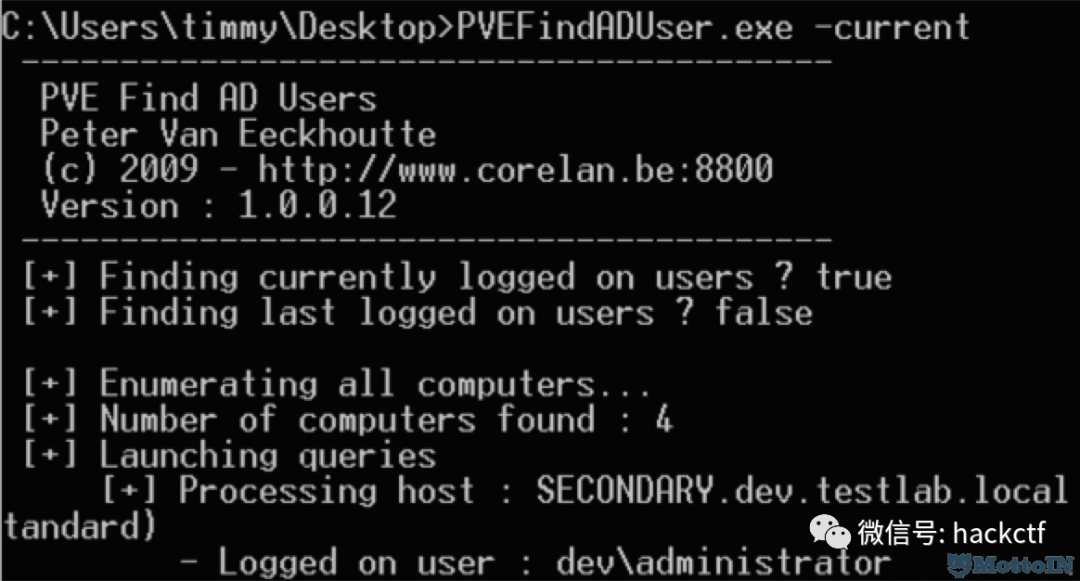 C:\Users\timmy\Desktop>PVEFindADUser.exe -current
-----------------------------------------
PVE Find AD Users
Peter Van Eeckhoutte
(c) 2009 - http://www.corelan.be:8800
Version : 1.0.0.12
-----------------------------------------
[+] Finding currently logged on users ? true
[+] Finding last logged on users ? false
[+] Enumerating all computers...
[+] Number of computers found : 4
[+] Launching queries
[+] Processing host : SECONDARY.dev.testlab.local
tandard)
- Logged on user : dev\administrator
微信号: hackctf
MottoIN